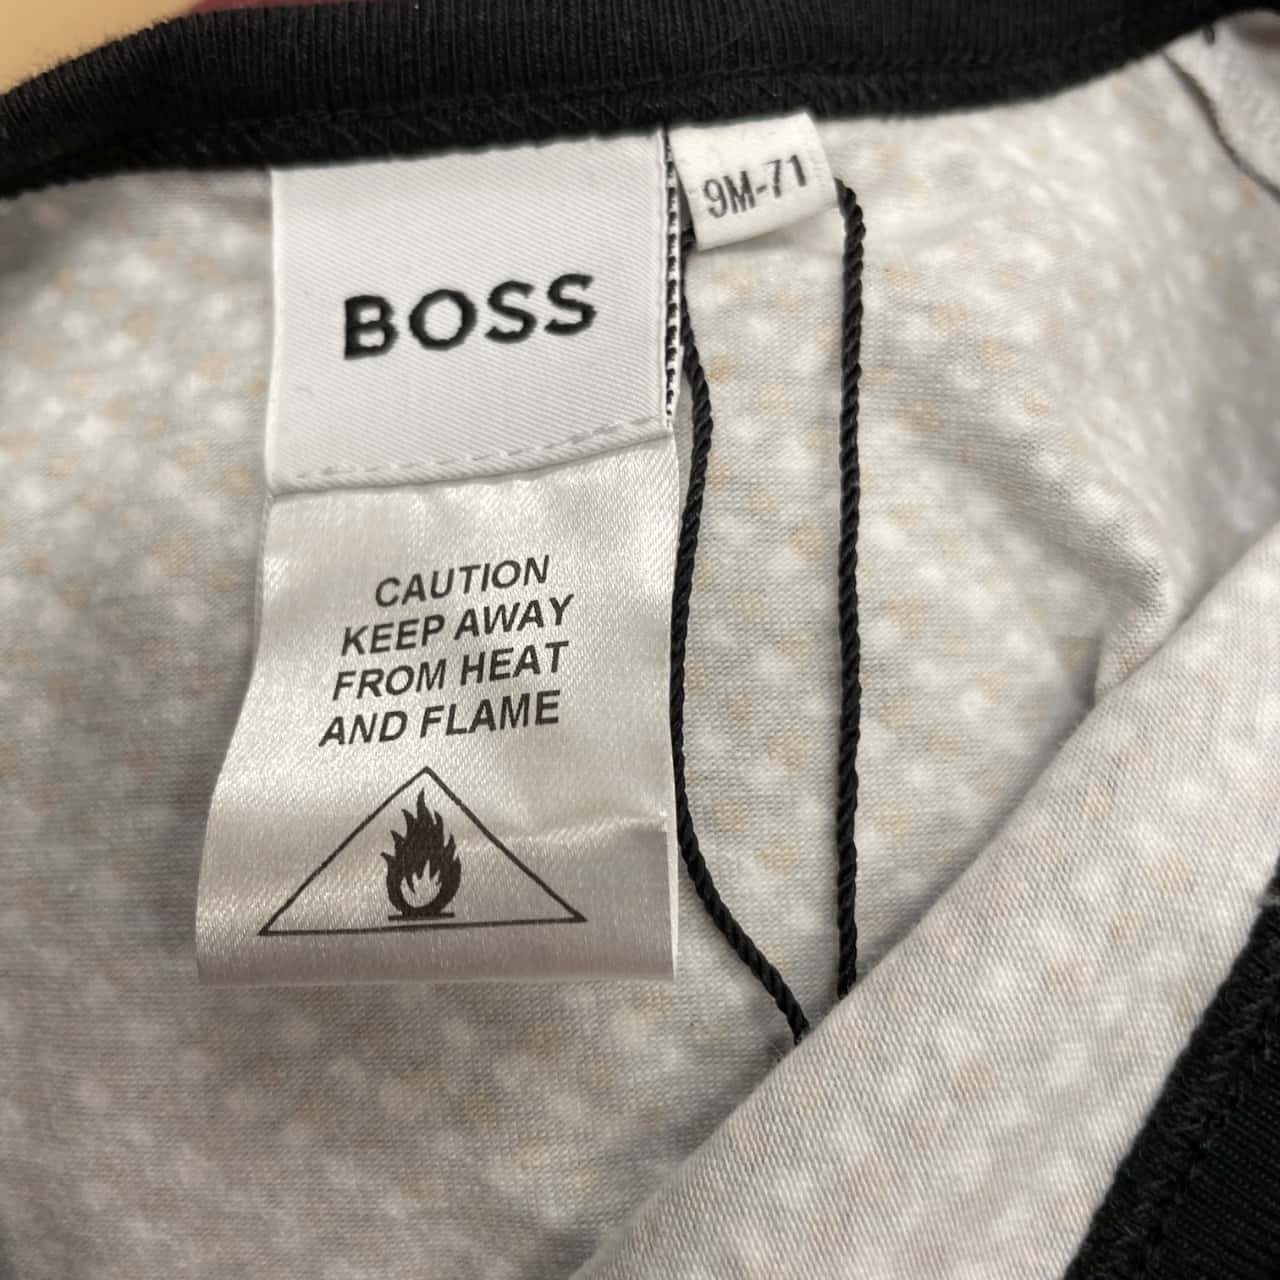 9M-71
BOSS
CAUTION
KEEP AWAY
FROM HEAT
AND FLAME